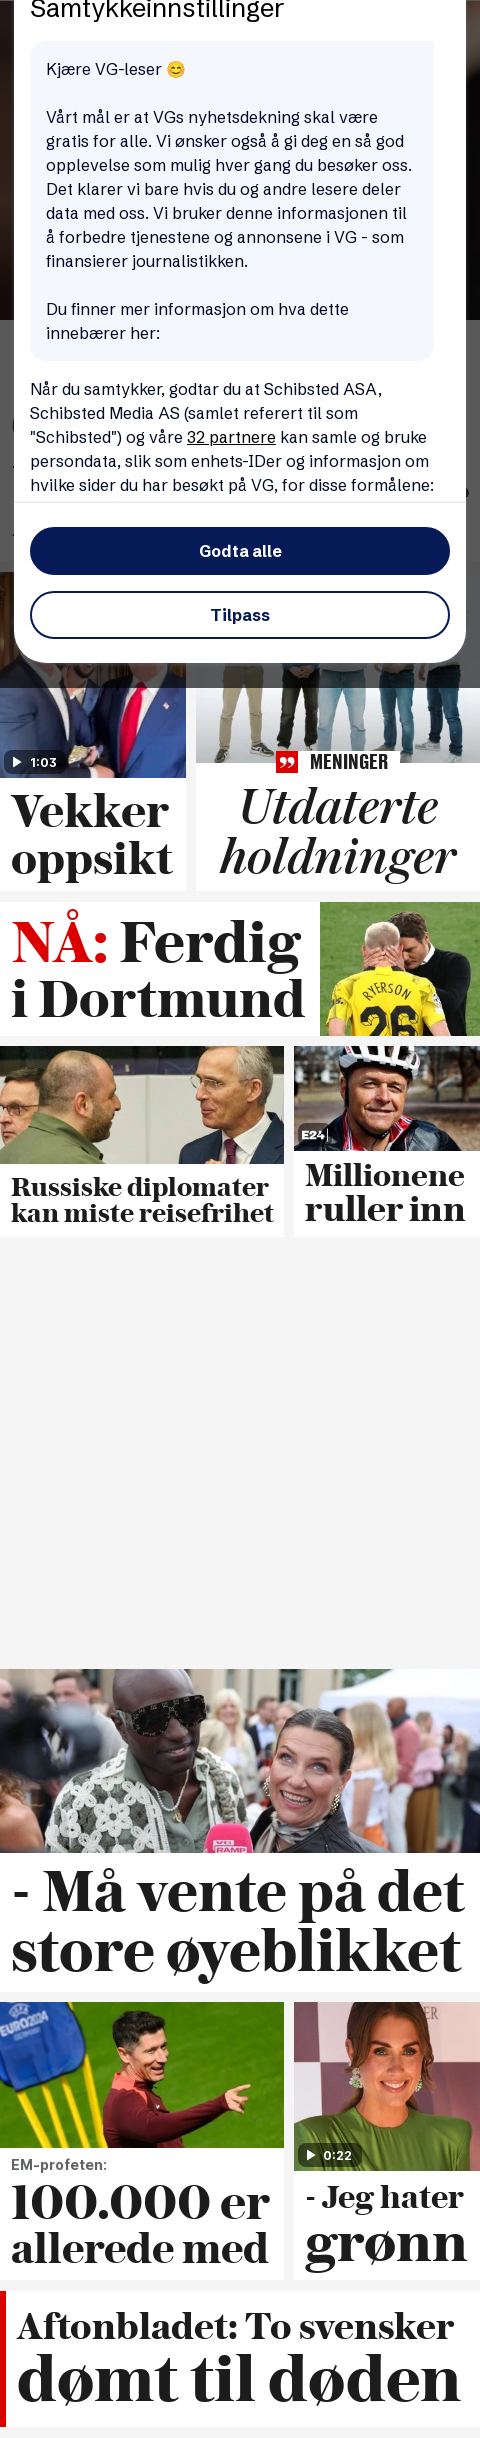 Samtykkeinnstillinger
Kjære VG-leser 😊
Vårt mål er at VGs nyhetsdekning skal være
gratis for alle. Vi ønsker også å gi deg en så god
opplevelse som mulig hver gang du besøker oss.
Det klarer vi bare hvis du og andre lesere deler
data med oss. Vi bruker denne informasjonen til
å forbedre tjenestene og annonsene i VG - som
finansierer journalistikken.
Du finner mer informasjon om hva dette
innebærer her:
Når du samtykker, godtar du at Schibsted ASA,
Schibsted Media AS (samlet referert til som
"Schibsted") og våre 32 partnere kan samle og bruke
persondata, slik som enhets-IDer og informasjon om
hvilke sider du har besøkt på VG, for disse formålene:
Godta alle
Tilpass
1:03
Vekker
oppsikt
MENINGER
Utdaterte
holdninger
NÅ: Ferdig
i Dortmund
RYERSON
26
Russiske diplomater
kan miste reisefrihet
E24
Millionene
ruller inn
VG
RAMP
- Må vente på det
store øyeblikket
EURO2024
EM-profeten:
100.000 er
allerede med
0:22
- Jeg hater
grønn
Aftonbladet: To svensker
dømt til døden